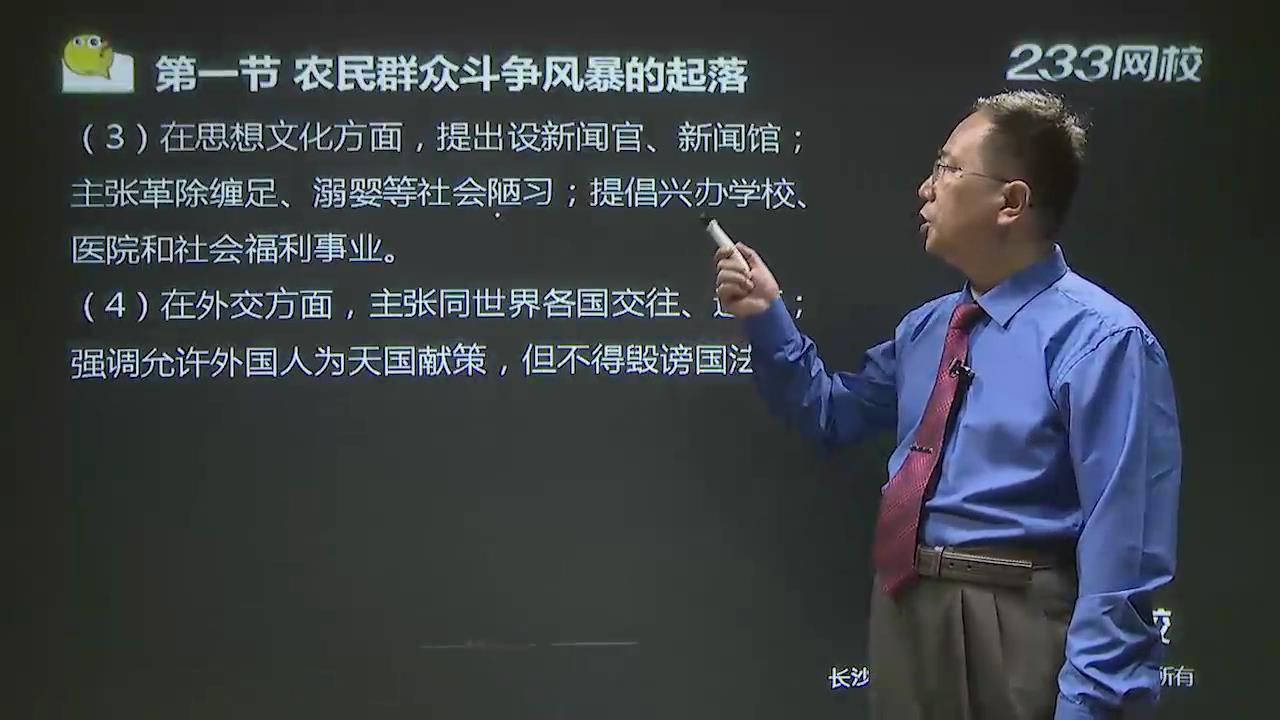 第一节 农民群众斗争风暴的起落
233网校
（3）在思想文化方面，提出设新闻官、新闻馆；
主张革除缠足、溺婴等社会陋习；提倡兴办学校、
医院和社会福利事业。
（4）在外交方面，主张同世界各国交往、；
强调允许外国人为天国献策，但不得毁谤国法
校
长沙 所有